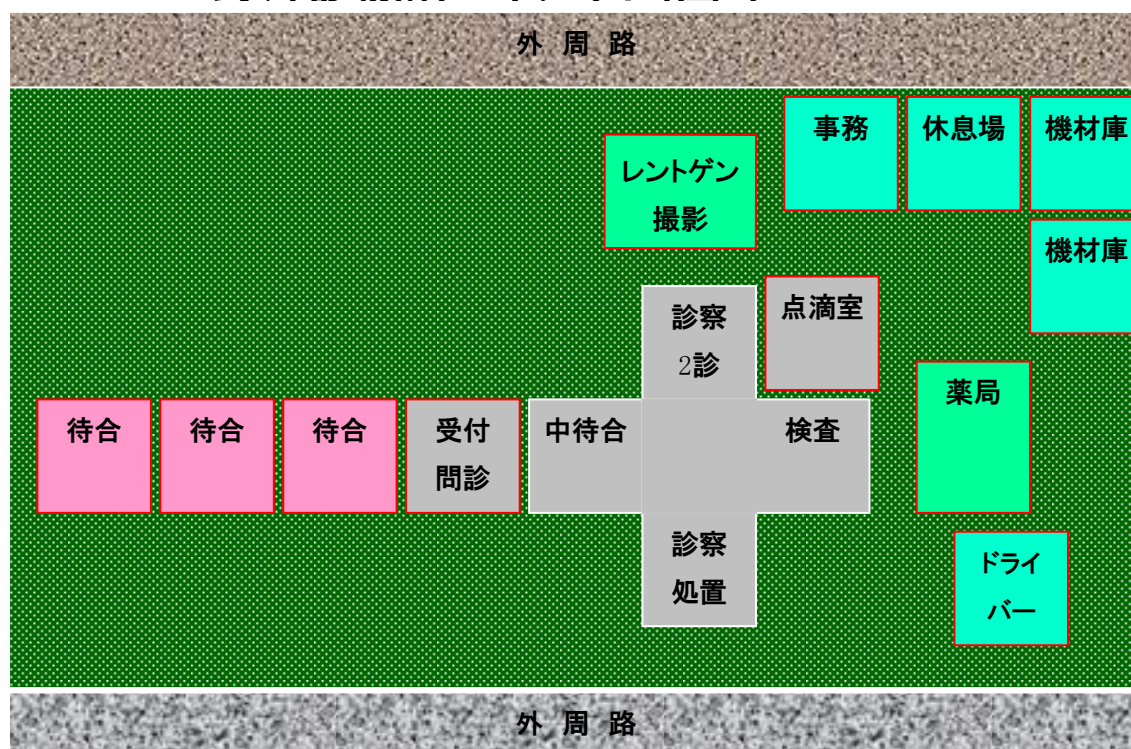 外 周 路
事務
休息場
機材庫
レントゲン
撮影
機材庫
点滴室
診察
2診
薬局
待合
待合
待合
受付
問診
中待合
検査
診察
処置
ドライ
バー
外 周 路